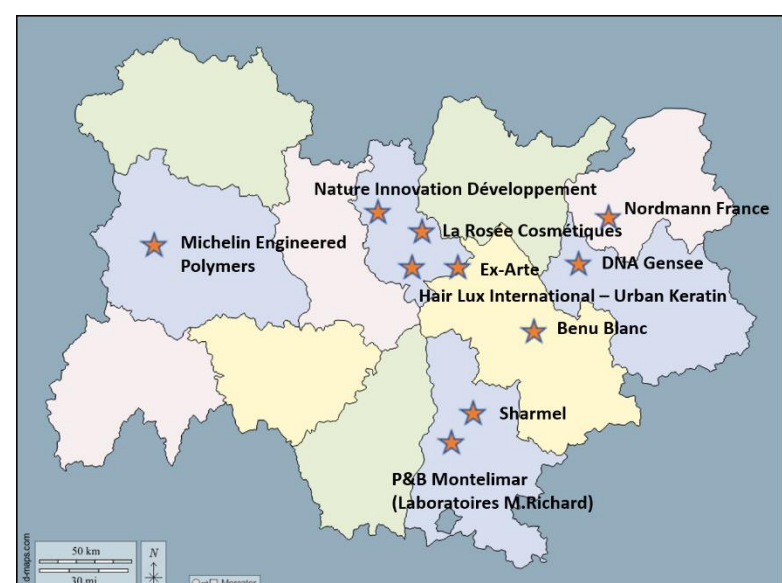 Nature Innovation Développement
Nordmann France
La Rosée Cosmétiques
Michelin Engineered
Polymers
Ex-Arte
DNA Gensee
Hair Lux International – Urban Keratin
Benu Blanc
Sharmel
P&B Montelimar
(Laboratoires M.Richard)
d-maps.com
50 km
30 mi
N
Mercator